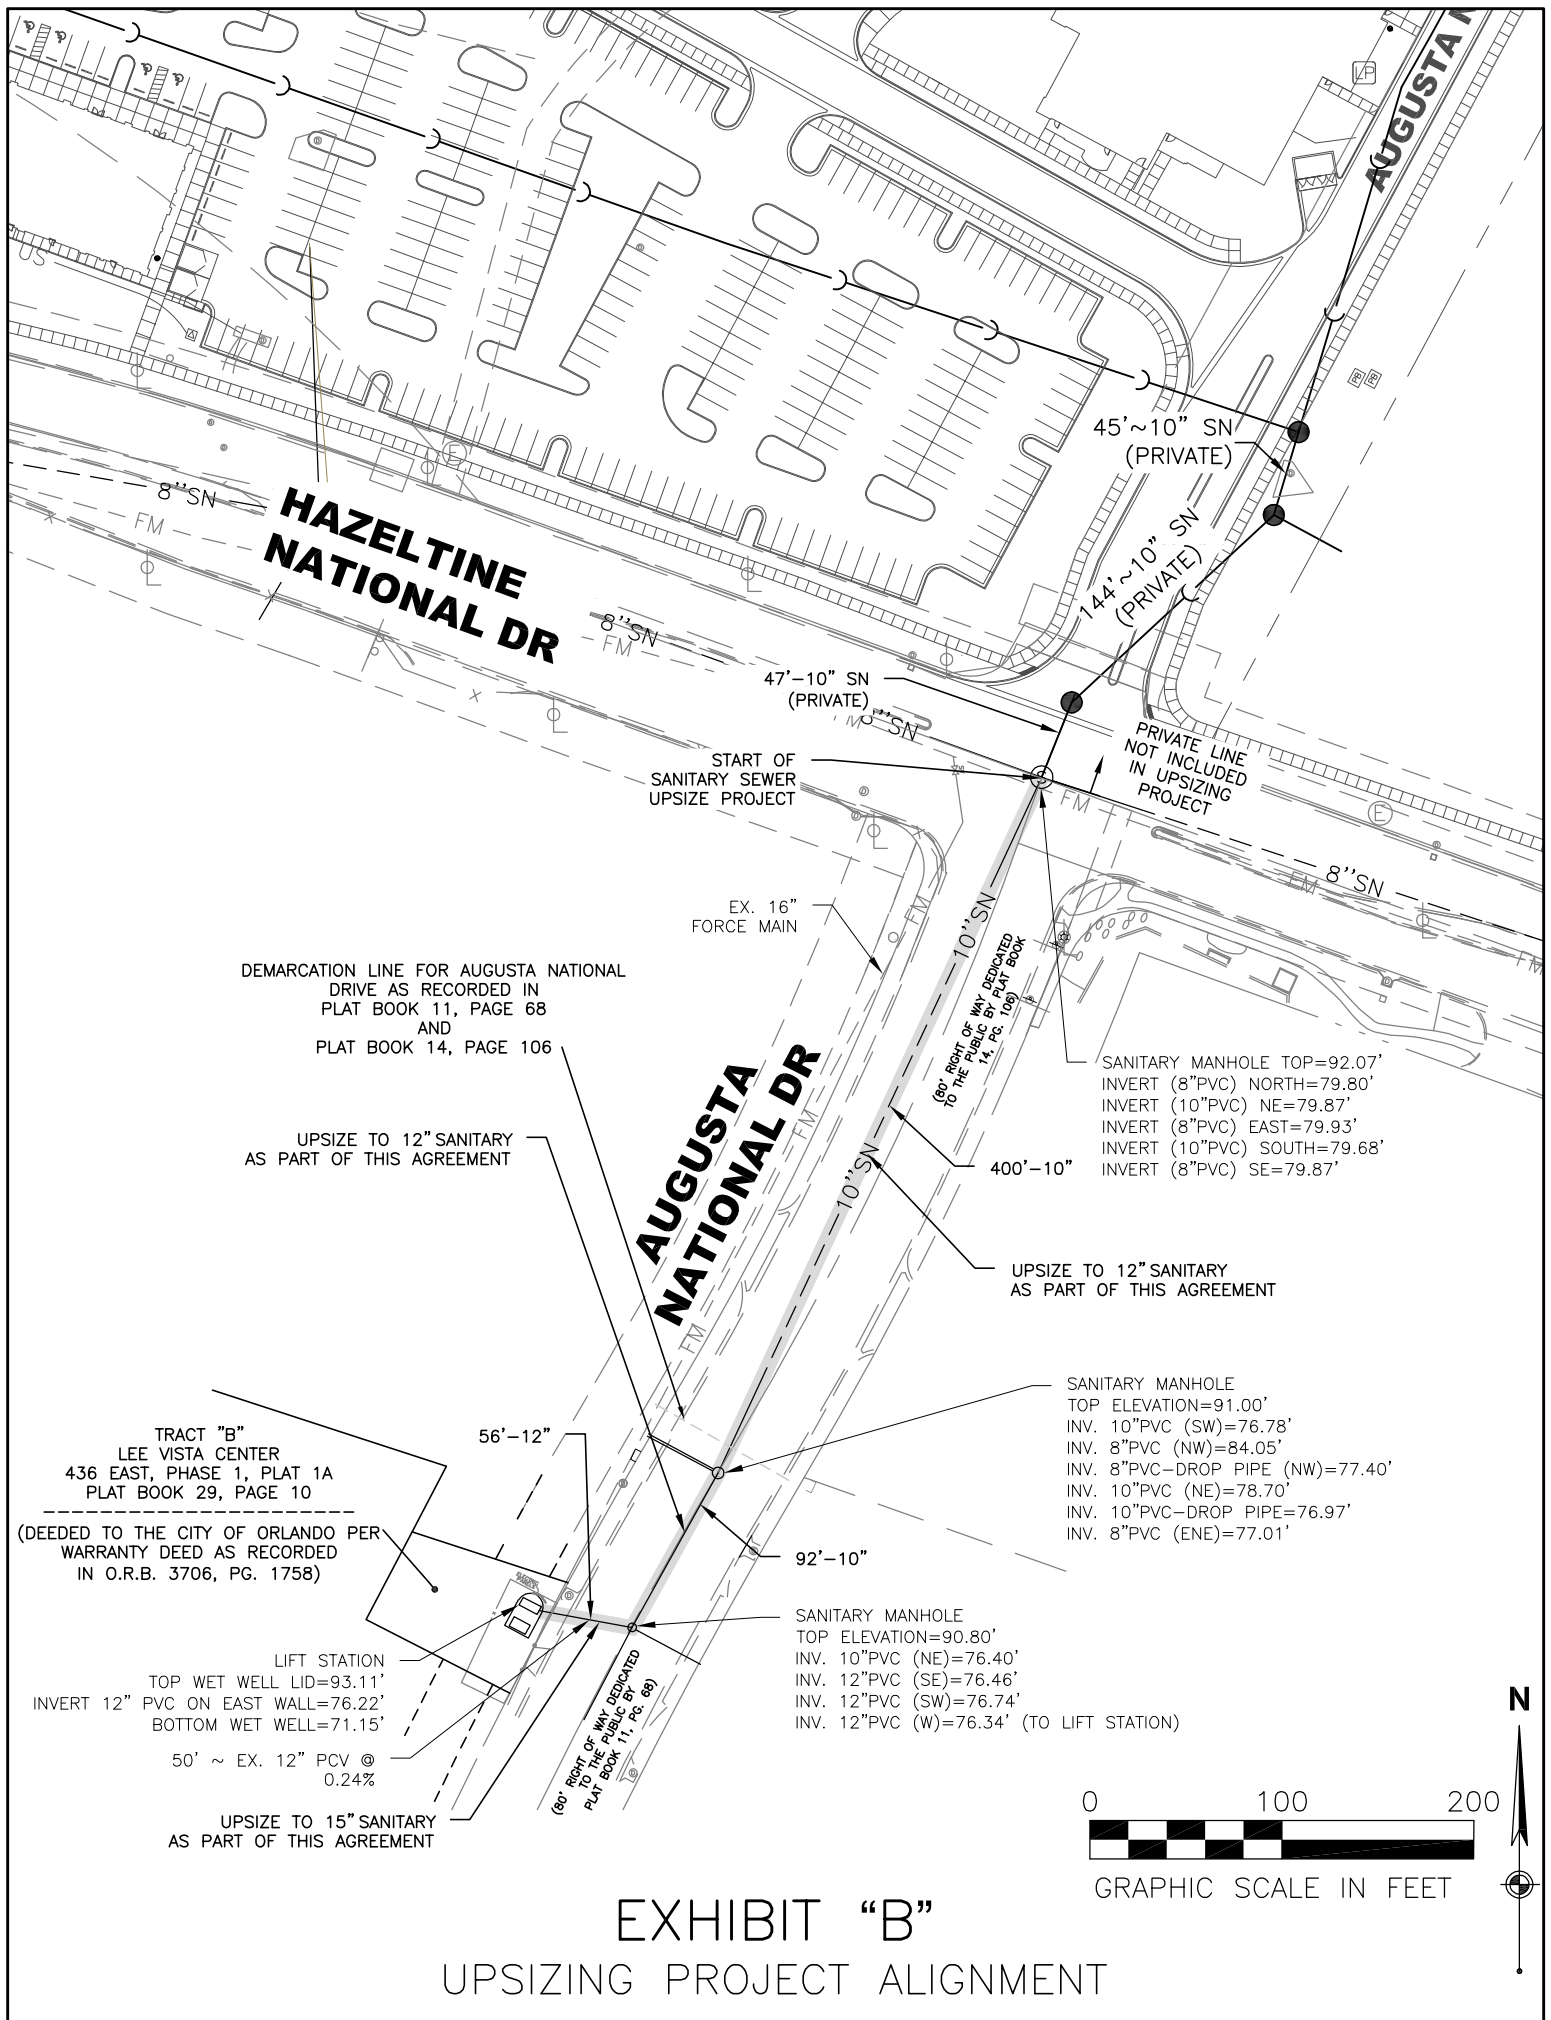 AUGUSTA N
LP
US
45'~10" SN
(PRIVATE)
PB PB
8''SN
FM
E
HAZELTINE
NATIONAL DR
144'~10" SN
(PRIVATE)
8''SN
FM
47'-10" SN
(PRIVATE)
FM
8''SN
PRIVATE LINE
NOT INCLUDED
IN UPSIZING
PROJECT
START OF
SANITARY SEWER
UPSIZE PROJECT
S
FM
E
8''SN
FM
FM
EX. 16"
FORCE MAIN
FM
10''SN
(80' RIGHT OF WAY DEDICATED
TO THE PUBLIC BY PLAT BOOK
14, PG. 106)
DEMARCATION LINE FOR AUGUSTA NATIONAL
DRIVE AS RECORDED IN
PLAT BOOK 11, PAGE 68
AND
PLAT BOOK 14, PAGE 106
AUGUSTA
NATIONAL DR
FM
SANITARY MANHOLE TOP=92.07'
INVERT (8"PVC) NORTH=79.80'
INVERT (10"PVC) NE=79.87'
INVERT (8"PVC) EAST=79.93'
INVERT (10"PVC) SOUTH=79.68'
INVERT (8"PVC) SE=79.87'
UPSIZE TO 12" SANITARY
AS PART OF THIS AGREEMENT
400'-10"
10''SN
UPSIZE TO 12" SANITARY
AS PART OF THIS AGREEMENT
FM
SANITARY MANHOLE
TOP ELEVATION=91.00'
INV. 10"PVC (SW)=76.78'
INV. 8"PVC (NW)=84.05'
INV. 8"PVC-DROP PIPE (NW)=77.40'
INV. 10"PVC (NE)=78.70'
INV. 10"PVC-DROP PIPE=76.97'
INV. 8"PVC (ENE)=77.01'
TRACT "B"
LEE VISTA CENTER
436 EAST, PHASE 1, PLAT 1A
PLAT BOOK 29, PAGE 10
(DEEDED TO THE CITY OF ORLANDO PER
WARRANTY DEED AS RECORDED
IN O.R.B. 3706, PG. 1758)
56'-12"
92'-10"
SANITARY MANHOLE
TOP ELEVATION=90.80'
INV. 10"PVC (NE)=76.40'
INV. 12"PVC (SE)=76.46'
INV. 12"PVC (SW)=76.74'
INV. 12"PVC (W)=76.34' (TO LIFT STATION)
LIFT STATION
TOP WET WELL LID=93.11'
INVERT 12" PVC ON EAST WALL=76.22'
BOTTOM WET WELL=71.15'
50' ~ EX. 12" PCV @
0.24%
(80' RIGHT OF WAY DEDICATED
TO THE PUBLIC BY
PLAT BOOK 11, PG. 68)
UPSIZE TO 15" SANITARY
AS PART OF THIS AGREEMENT
N
0 100 200
GRAPHIC SCALE IN FEET
EXHIBIT “B”
UPSIZING PROJECT ALIGNMENT